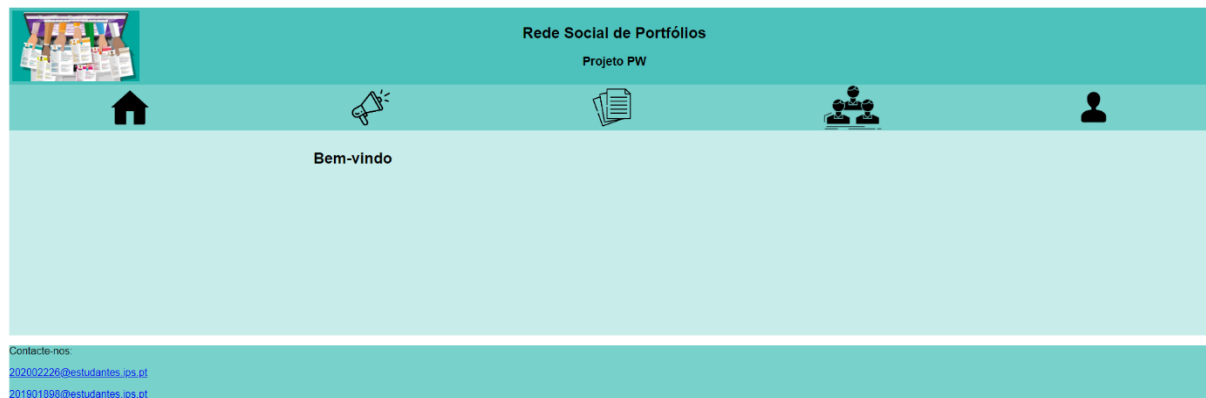 Rede Social de Portfólios
Projeto PW
Bem-vindo
Contacte-nos:
202002226@estudantes.ips.pt
201901898@estudantes.ips.pt